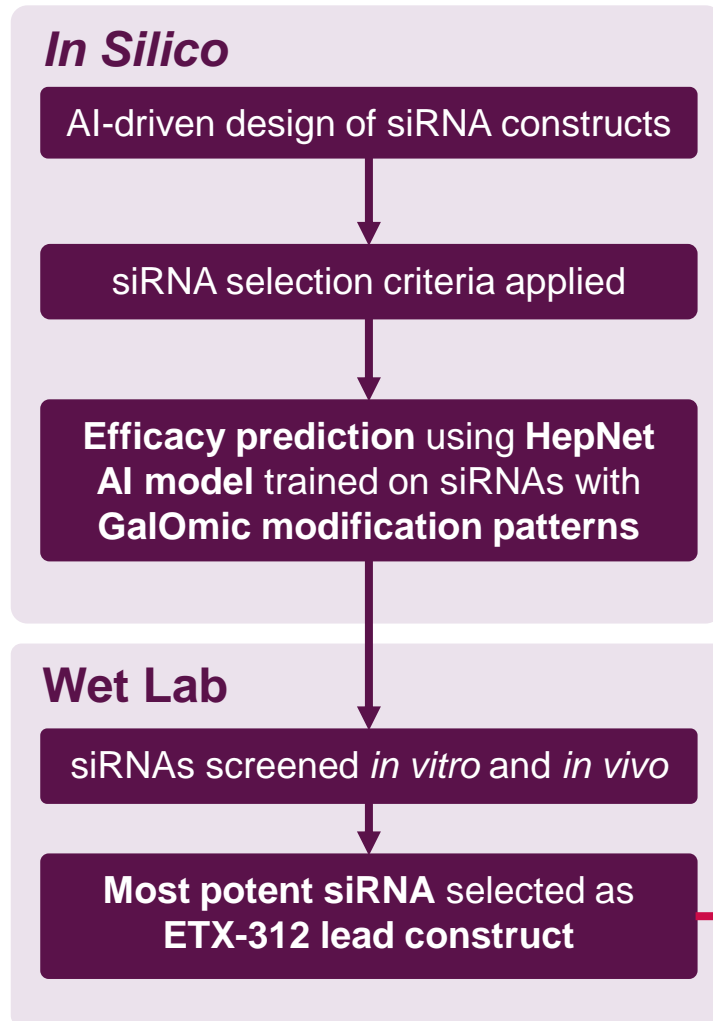 In Silico
AI-driven design of siRNA constructs
siRNA selection criteria applied
Efficacy prediction using HepNet
AI model trained on siRNAs with
GalOmic modification patterns
Wet Lab
siRNAs screened in vitro and in vivo
Most potent siRNA selected as
ETX-312 lead construct